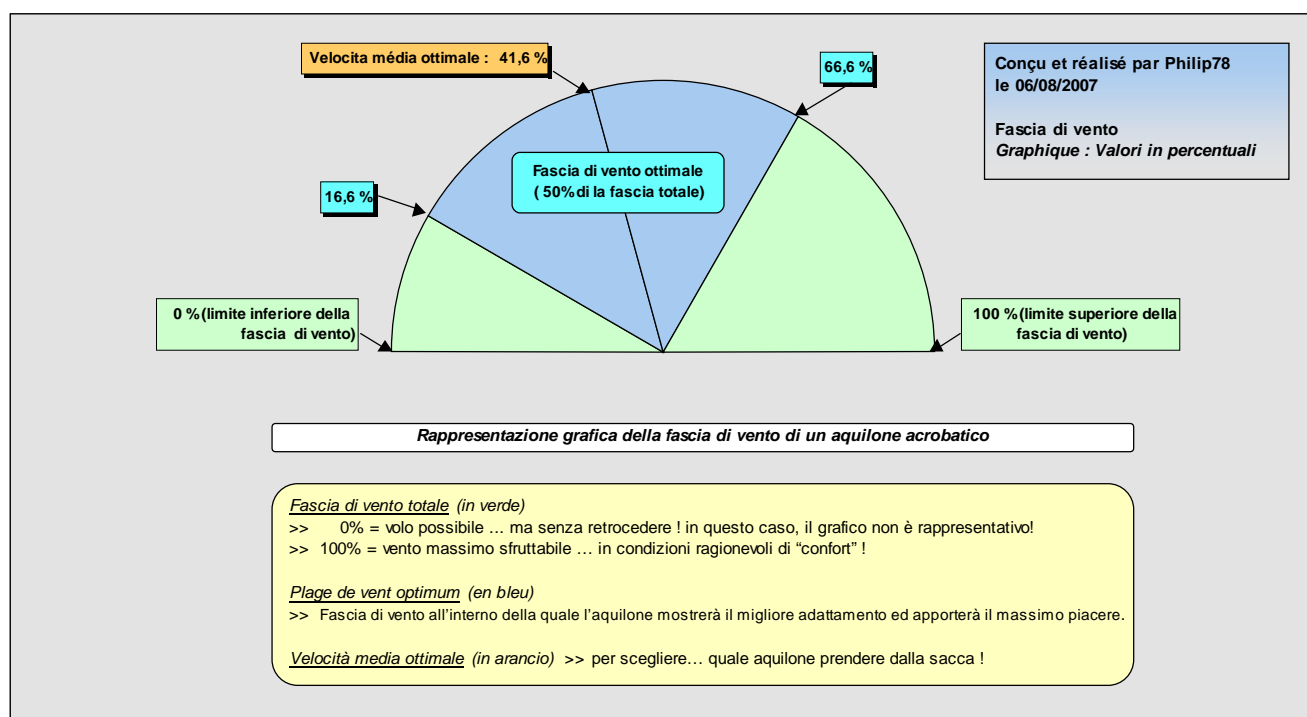 Velocita média ottimale :  41,6 %
66,6 %
Conçu et réalisé par Philip78
le 06/08/2007
Fascia di vento
Graphique : Valori in percentuali
Fascia di vento ottimale
( 50% di la fascia totale)
16,6 %
0 % (limite inferiore della
fascia  di vento)
100 % (limite superiore della
fascia di vento)
Rappresentazione grafica della fascia di vento di un aquilone acrobatico
Fascia di vento totale (in verde)
>>     0% = volo possibile … ma senza retrocedere ! in questo caso, il grafico non è rappresentativo!
>>  100% = vento massimo sfruttabile … in condizioni ragionevoli di “confort” !
Plage de vent optimum (en bleu)
>>  Fascia di vento all’interno della quale l’aquilone mostrerà il migliore adattamento ed apporterà il massimo piacere.
Velocità media ottimale (in arancio)  >>  per scegliere… quale aquilone prendere dalla sacca !